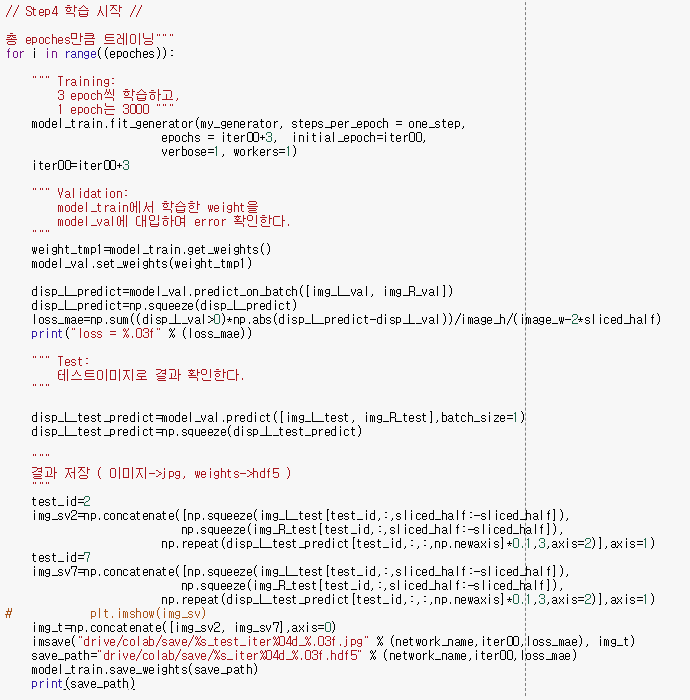 // Step4 학습 시작 //
총 epoches만큼 트레이닝"""
for i in range((epoches)):
""" Training:
3 epoch씩 학습하고,
1 epoch는 3000 """
model_train.fit_generator(my_generator, steps_per_epoch = one_step,
epochs = iter00+3, initial_epoch=iter00,
verbose=1, workers=1)
iter00=iter00+3
""" Validation:
model_train에서 학습한 weight을
model_val에 대입하여 error 확인한다.
"""
weight_tmp1=model_train.get_weights()
model_val.set_weights(weight_tmp1)
disp_L_predict=model_val.predict_on_batch([img_L_val, img_R_val])
disp_L_predict=np.squeeze(disp_L_predict)
loss_mae=np.sum((disp_L_val>0)*np.abs(disp_L_predict-disp_L_val))/image_h/(image_w-2*sliced_half)
print("loss = %.03f" % (loss_mae))
""" Test:
테스트이미지로 결과 확인한다.
"""
disp_L_test_predict=model_val.predict([img_L_test, img_R_test],batch_size=1)
disp_L_test_predict=np.squeeze(disp_L_test_predict)
"""
결과 저장 ( 이미지->jpg, weights->hdf5 )
"""
test_id=2
img_sv2=np.concatenate([np.squeeze(img_L_test[test_id,:,sliced_half:-sliced_half]),
np.squeeze(img_R_test[test_id,:,sliced_half:-sliced_half]),
np.repeat(disp_L_test_predict[test_id,:,:,np.newaxis]*0.1,3,axis=2)],axis=1)
test_id=7
img_sv7=np.concatenate([np.squeeze(img_L_test[test_id,:,sliced_half:-sliced_half]),
np.squeeze(img_R_test[test_id,:,sliced_half:-sliced_half]),
np.repeat(disp_L_test_predict[test_id,:,:,np.newaxis]*0.1,3,axis=2)],axis=1)
# plt.imshow(img_sv)
img_t=np.concatenate([img_sv2, img_sv7],axis=0)
imsave("drive/colab/save/%s_test_iter%04d_%.03f.jpg" % (network_name,iter00,loss_mae), img_t)
save_path="drive/colab/save/%s_iter%04d_%.03f.hdf5" % (network_name,iter00,loss_mae)
model_train.save_weights(save_path)
print(save_path)